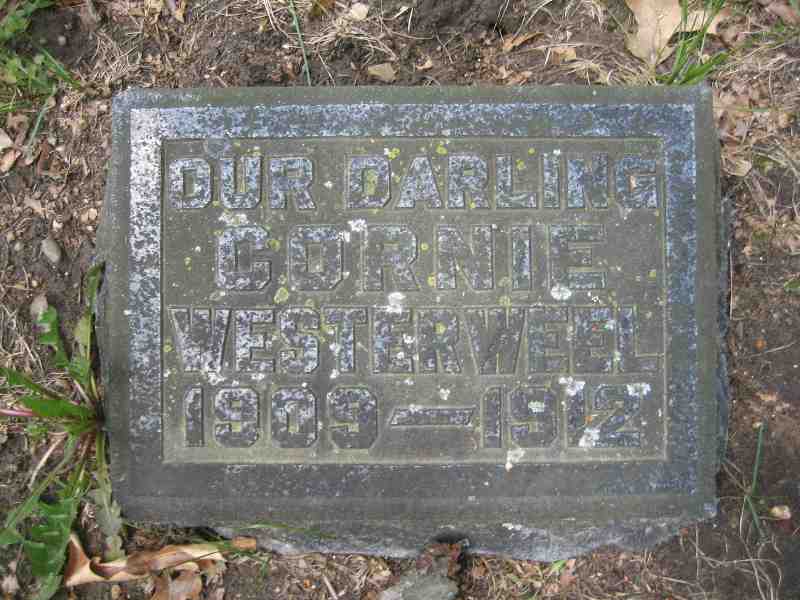 OUR DARLING
CORNIE
WESTERWEEL
1909-1912